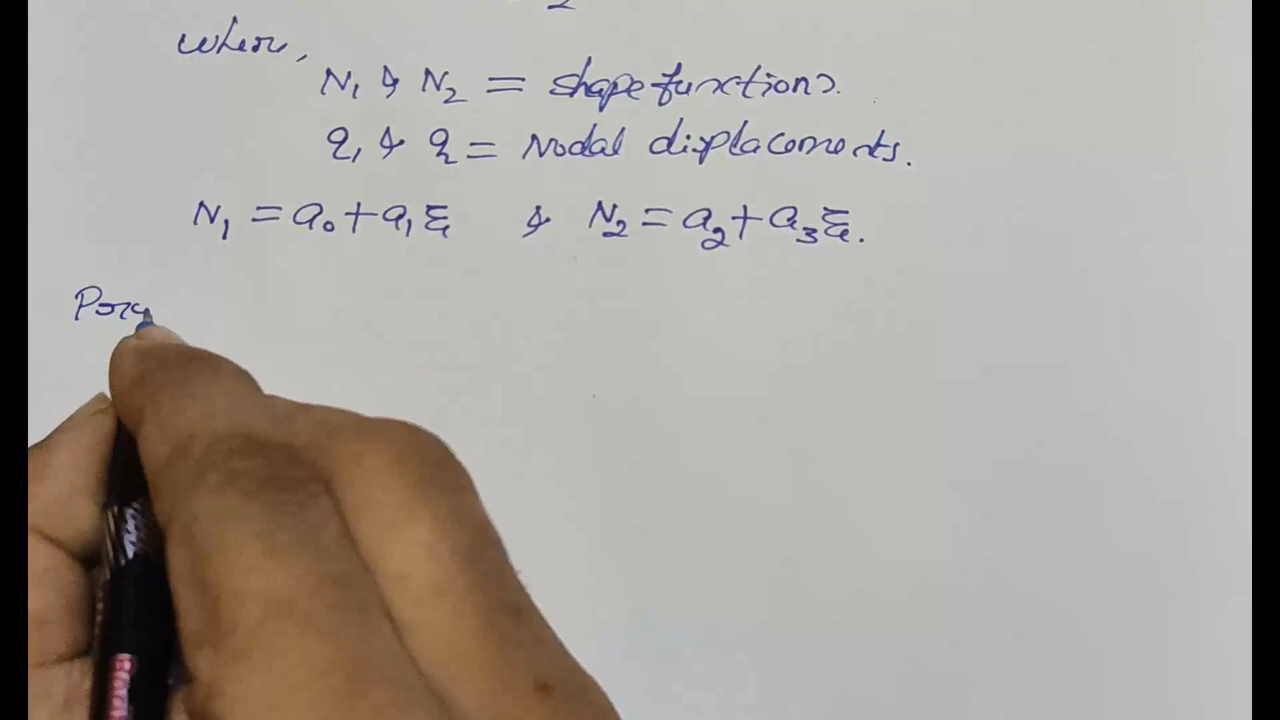 where,
N₁ & N₂ = shape functions.
q₁ & q₂ = Nodal displacements.
N₁ = a₀ + a₁ξ & N₂ = a₂ + a₃ξ.